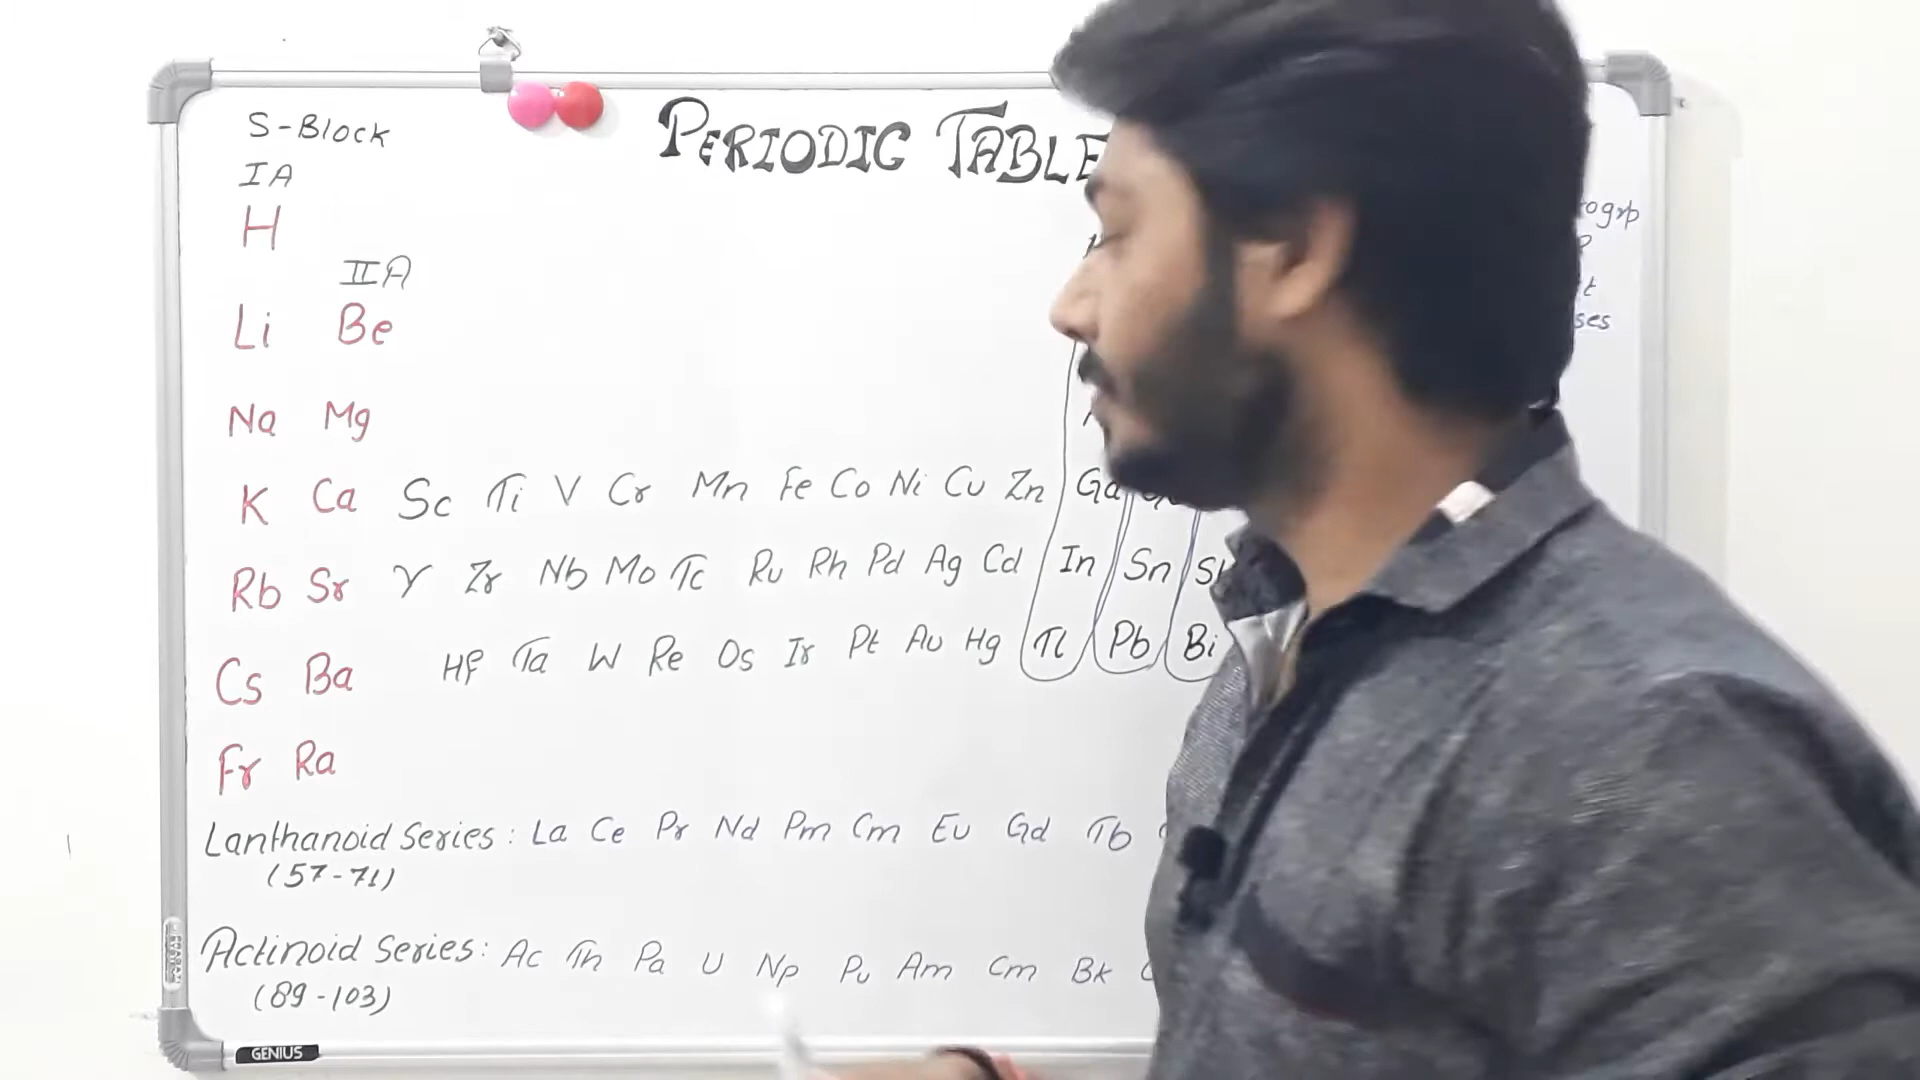 S-Block
PERIODIC TABLE
IA
H
IIA
Li Be
Na Mg
K Ca Sc Ti V Cr Mn Fe Co Ni Cu Zn Ga
Rb Sr Y Zr Nb Mo Tc Ru Rh Pd Ag Cd In Sn
Cs Ba Hf Ta W Re Os Ir Pt Au Hg Tl Pb Bi
Fr Ra
Lanthanoid Series: La Ce Pr Nd Pm Cm Eu Gd Tb
(57-71)
Actinoid Series: Ac Th Pa U Np Pu Am Cm Bk
(89-103)
GENIUS